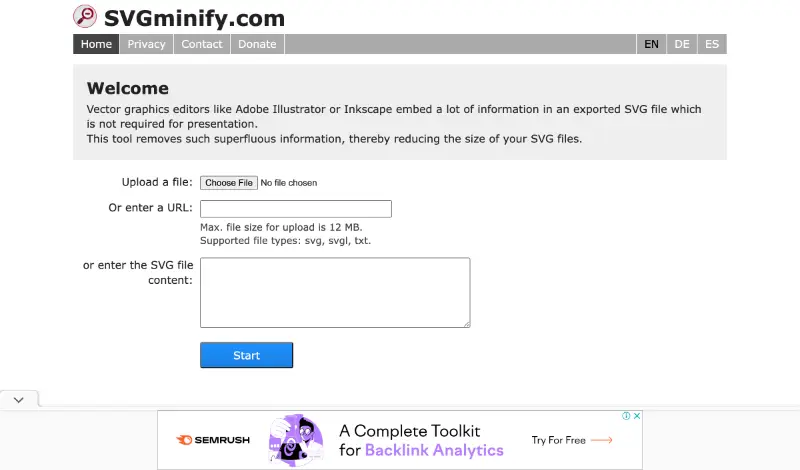 SVGminify.com
Home Privacy Contact Donate EN DE ES
Welcome
Vector graphics editors like Adobe Illustrator or Inkscape embed a lot of information in an exported SVG file which
is not required for presentation.
This tool removes such superfluous information, thereby reducing the size of your SVG files.
Upload a file: Choose File No file chosen
Or enter a URL:
Max. file size for upload is 12 MB.
Supported file types: svg, svgl, txt.
or enter the SVG file
content:
Start
SEMRUSH
A Complete Toolkit
for Backlink Analytics
Try For Free